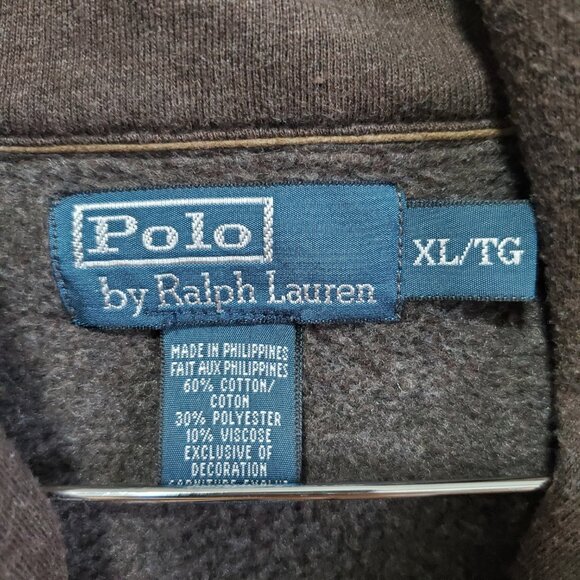 Polo
by Ralph Lauren
XL/TG
MADE IN PHILIPPINES
FAIT AUX PHILIPPINES
60% COTTON/
COTON
30% POLYESTER
10% VISCOSE
EXCLUSIVE OF
DECORATION